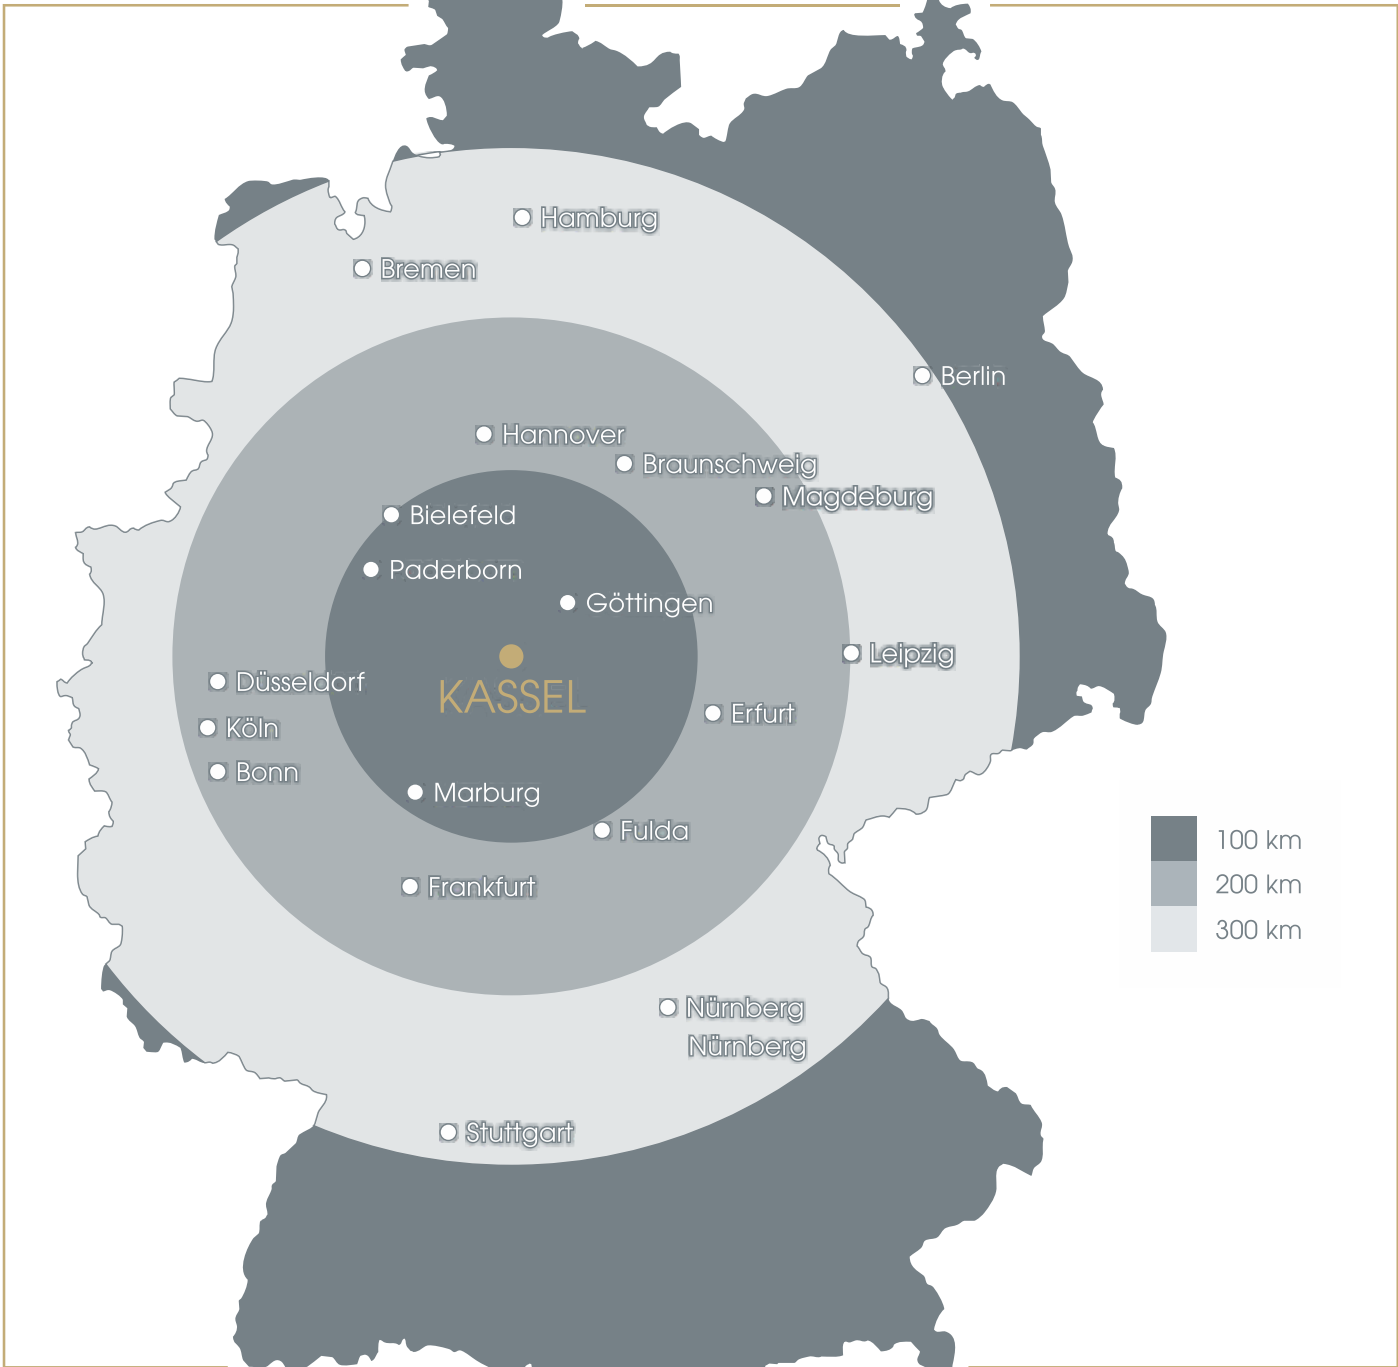 Hamburg
Bremen
Berlin
Hannover
Braunschweig
Magdeburg
Bielefeld
Paderborn
Göttingen
Leipzig
Düsseldorf
KASSEL
Erfurt
Köln
Bonn
Marburg
Fulda
100 km
200 km
Frankfurt
300 km
Nürnberg
Nürnberg
Stuttgart